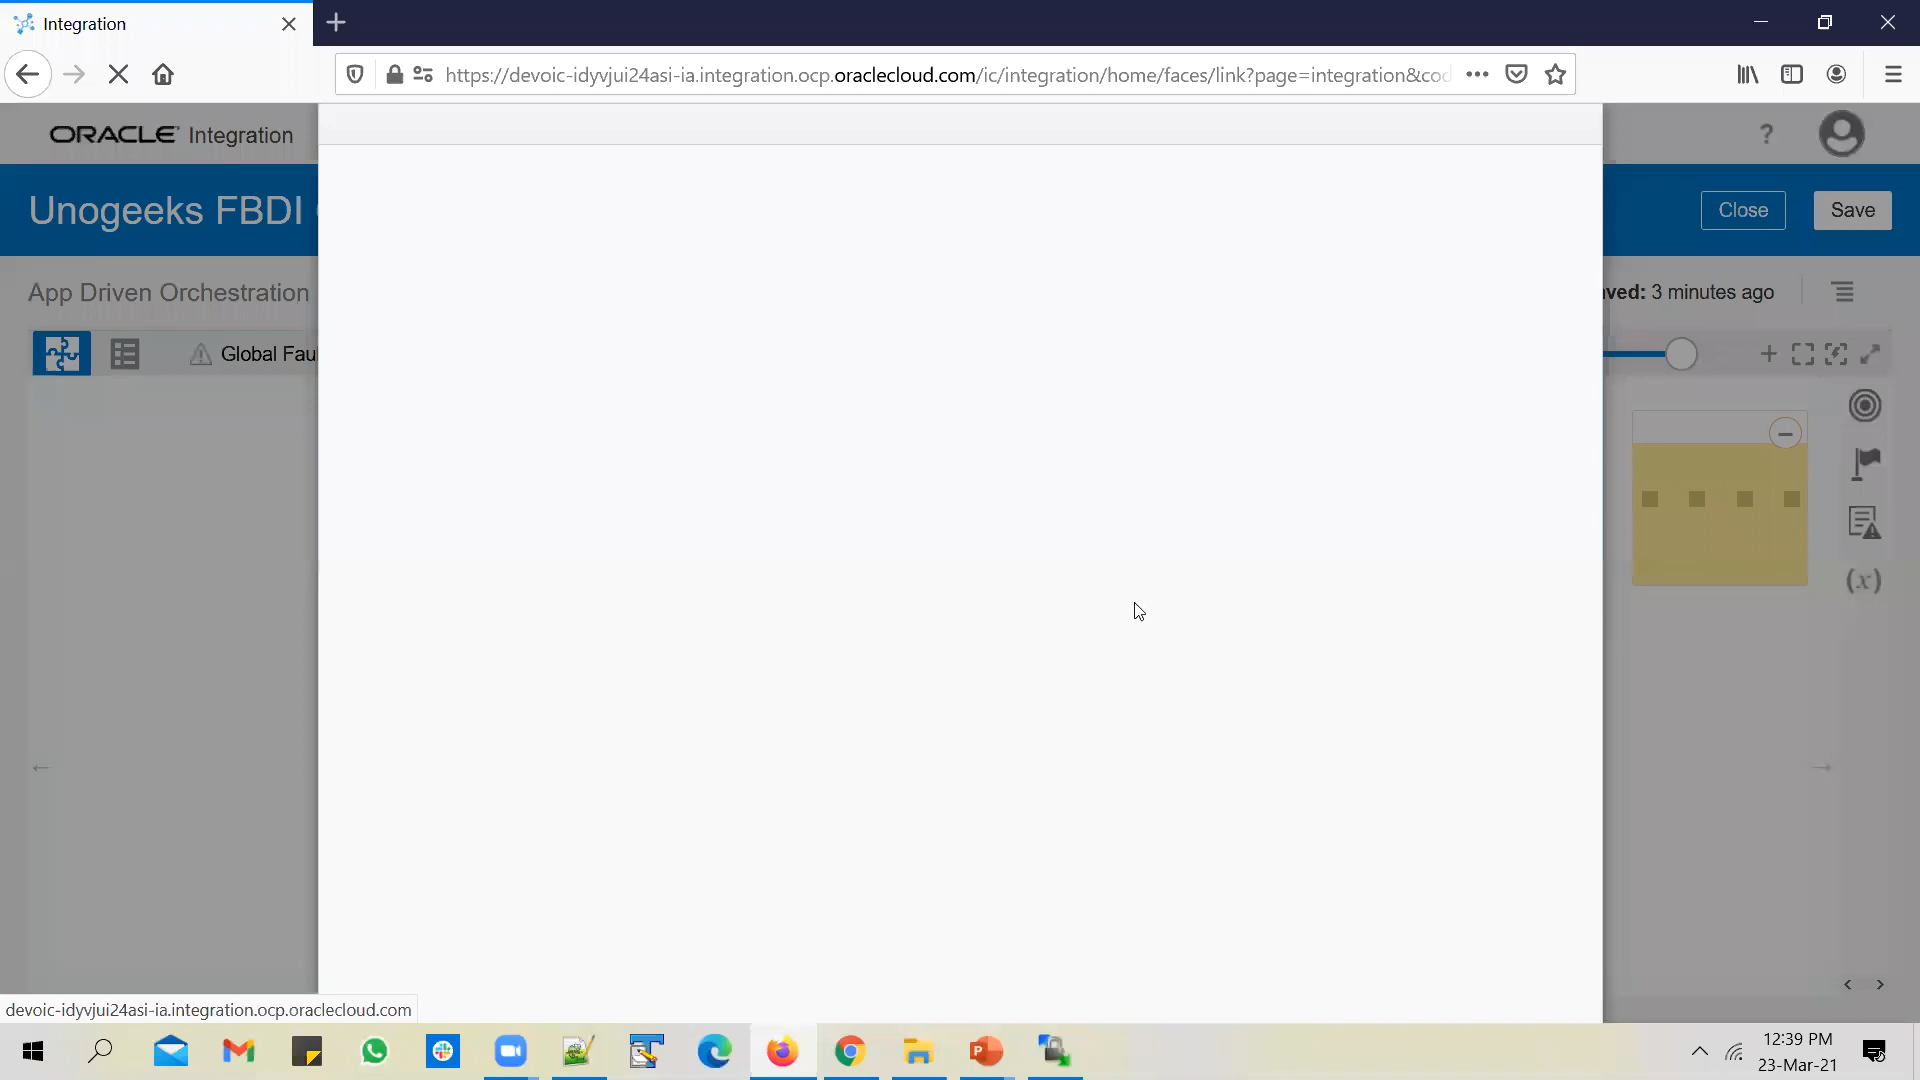 Integration
https://devoic-idyvjui24asi-ia.integration.ocp.oraclecloud.com/ic/integration/home/faces/link?page=integration&cod
ORACLE Integration
?
Unogeeks FBDI
Close
Save
App Driven Orchestration
ved: 3 minutes ago
Global Fau
(x)
devoic-idyvjui24asi-ia.integration.ocp.oraclecloud.com
12:39 PM
23-Mar-21